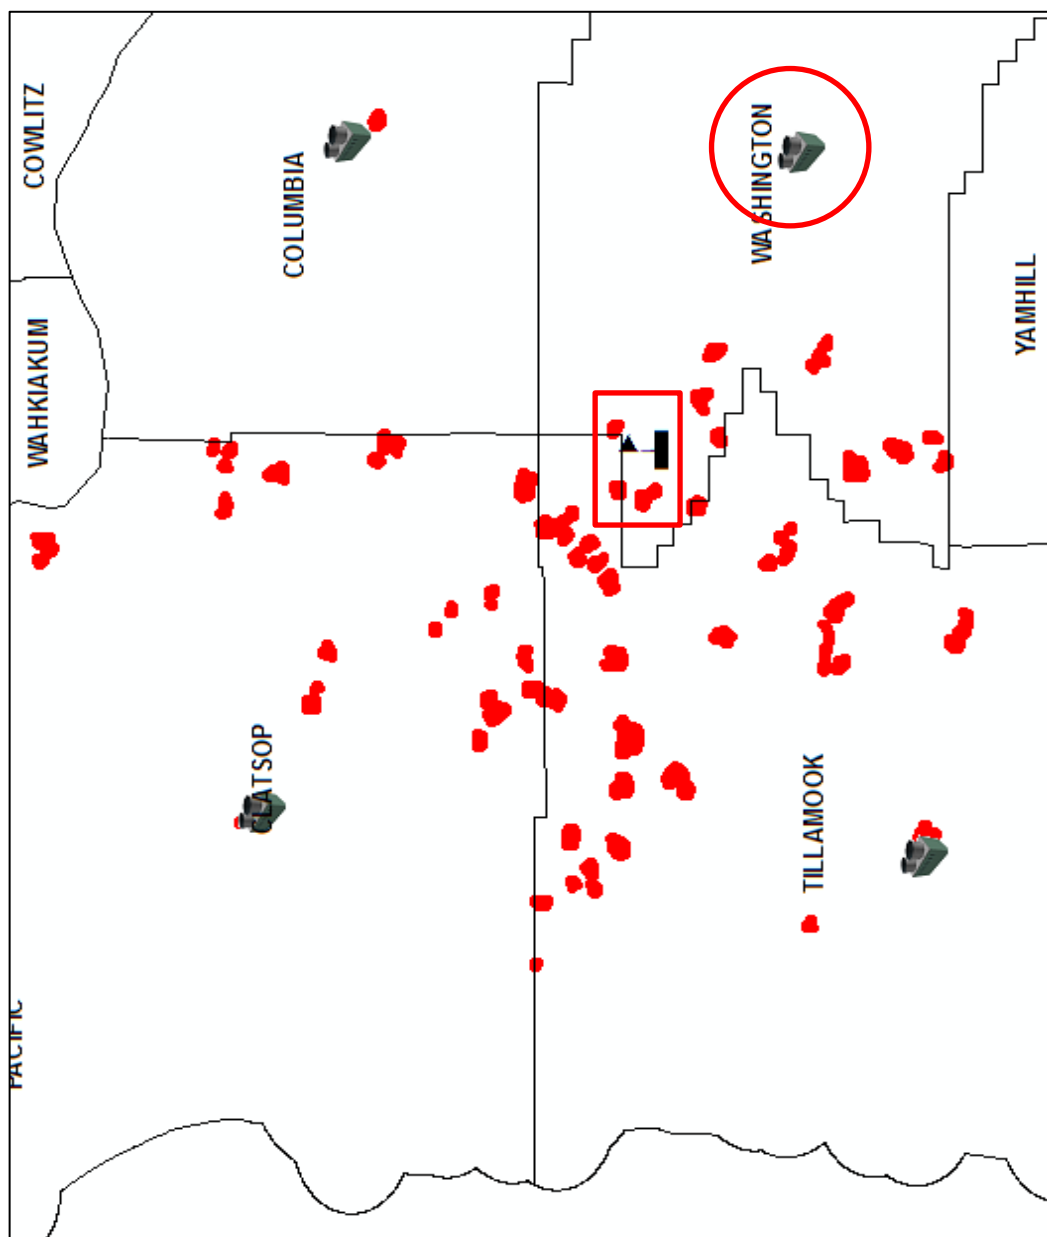 COWLITZ
COLUMBIA
WASHINGTON
YAMHILL
WAHKIAKUM
CLATSOP
TILLAMOOK
PACIFIC